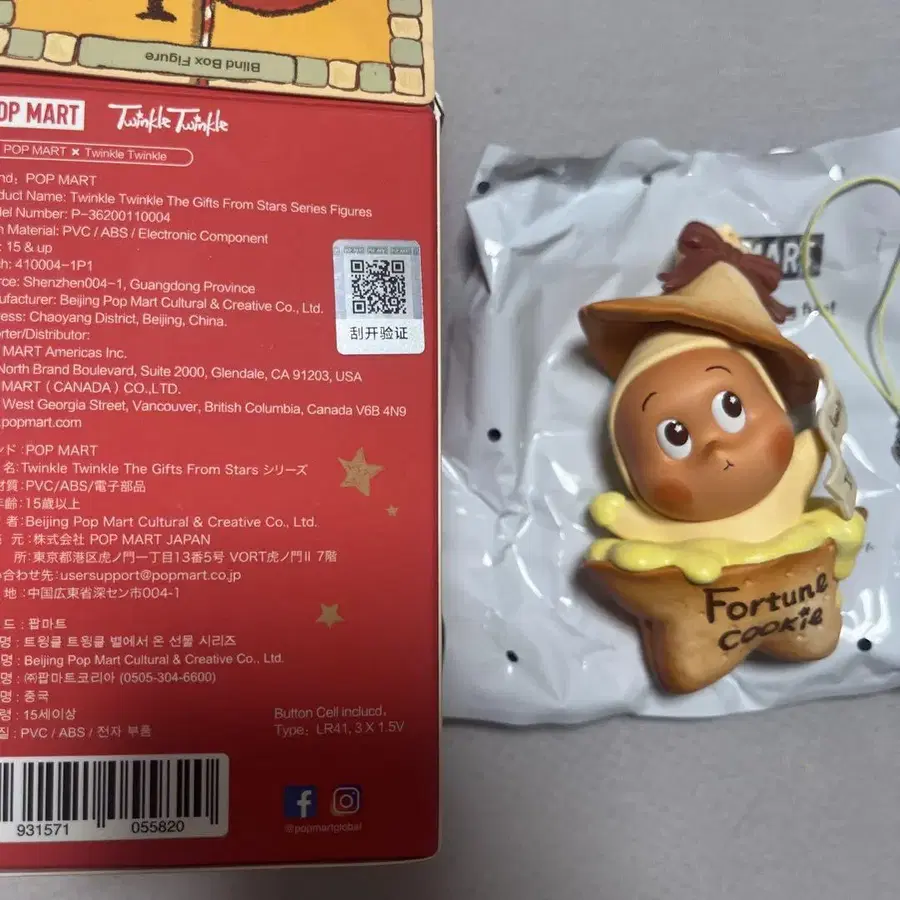 Blind Box Figure
POP MART Twinkle Twinkle
POP MART × Twinkle Twinkle
POP MART
Product Name: Twinkle Twinkle The Gifts From Stars Series Figures
Number: P-36200110004
Material: PVC / ABS / Electronic Component
: 15 & up
: 410004-1P1
: Shenzhen004-1, Guangdong Province
: Beijing Pop Mart Cultural & Creative Co., Ltd.
: Chaoyang District, Beijing, China.
/Distributor:
MART Americas Inc.
North Brand Boulevard, Suite 2000, Glendale, CA 91203, USA
MART ( CANADA ) CO.,LTD.
West Georgia Street, Vancouver, British Columbia, Canada V6B 4N9
popmart.com
POP MART POP MART
刮开验证
ド : POP MART
名 : Twinkle Twinkle The Gifts From Stars シリーズ
材質 : PVC/ABS/電子部品
年齢 : 15歳以上
者 : Beijing Pop Mart Cultural & Creative Co., Ltd.
元 : 株式会社 POP MART JAPAN
所 : 東京都港区虎ノ門一丁目13番5号 VORT虎ノ門II 7階
い合わせ先 : usersupport@popmart.co.jp
地 : 中国広東省深セン市004-1
드 : 팝마트
명 : 트윙클 트윙클 별에서 온 선물 시리즈
명 : Beijing Pop Mart Cultural & Creative Co., Ltd.
명 : ㈜팝마트코리아 (0505-304-6600)
명 : 중국
령 : 15세이상
질 : PVC / ABS / 전자 부품
Button Cell inclucd,
Type: LR41, 3 X 1.5V
931571 055820
@popmartglobal
MART
Fortune
COOKIE